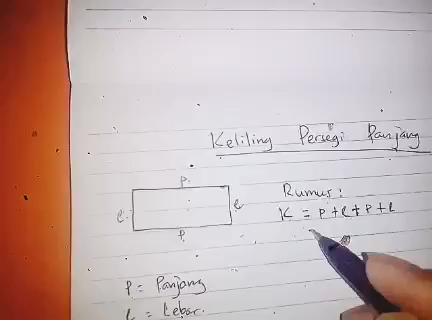 Keliling Persegi Panjang
P
l
l
P
Rumus:
K = P + l + P + l
P = Panjang
l = Lebar.